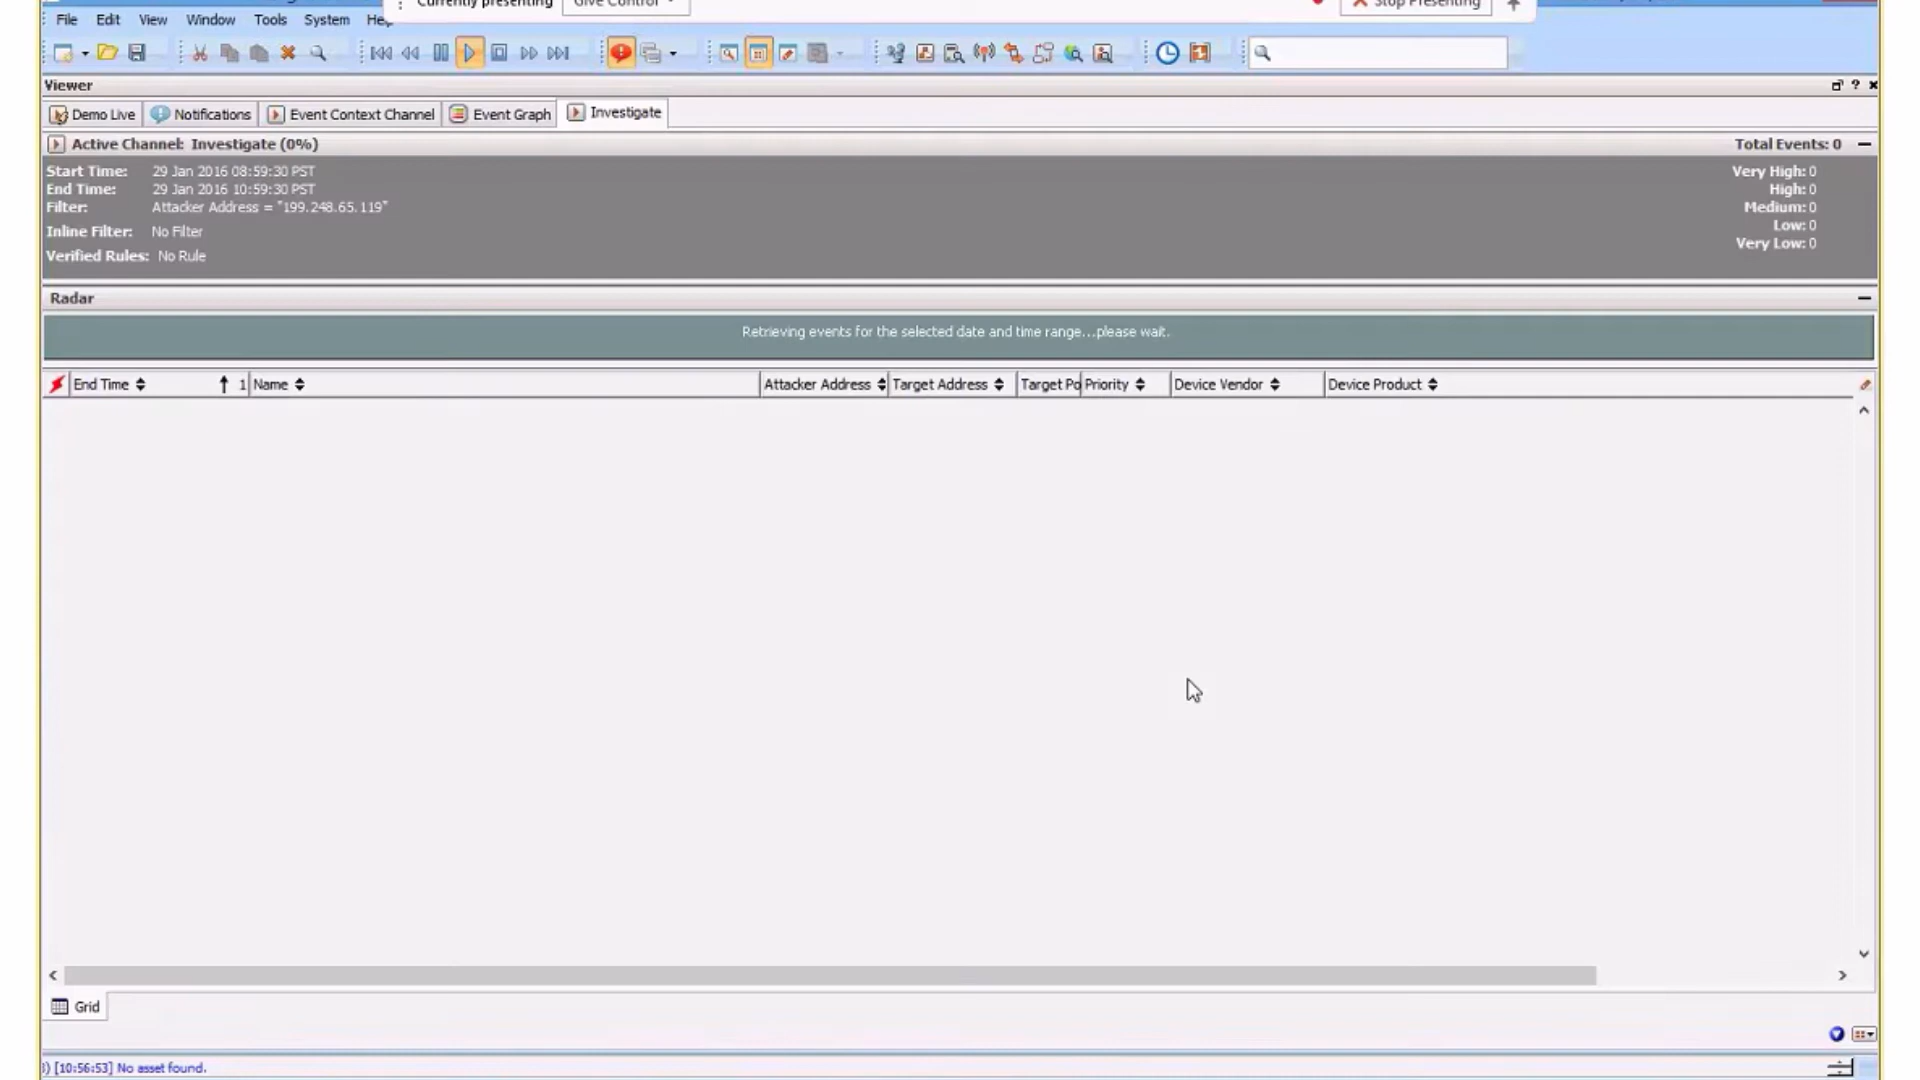 Currently presenting Give Control Stop Presenting
File Edit View Window Tools System
Viewer
Demo Live Notifications Event Context Channel Event Graph Investigate
Active Channel: Investigate (0%) Total Events: 0
Start Time: 29 Jan 2016 08:59:30 PST Very High: 0
End Time: 29 Jan 2016 10:59:30 PST High: 0
Filter: Attacker Address = "199.248.65.119" Medium: 0
Inline Filter: No Filter Low: 0
Verified Rules: No Rule Very Low: 0
Radar
Retrieving events for the selected date and time range...please wait.
End Time 1 Name Attacker Address Target Address Target Po Priority Device Vendor Device Product
Grid
) [10:56:53] No asset found.